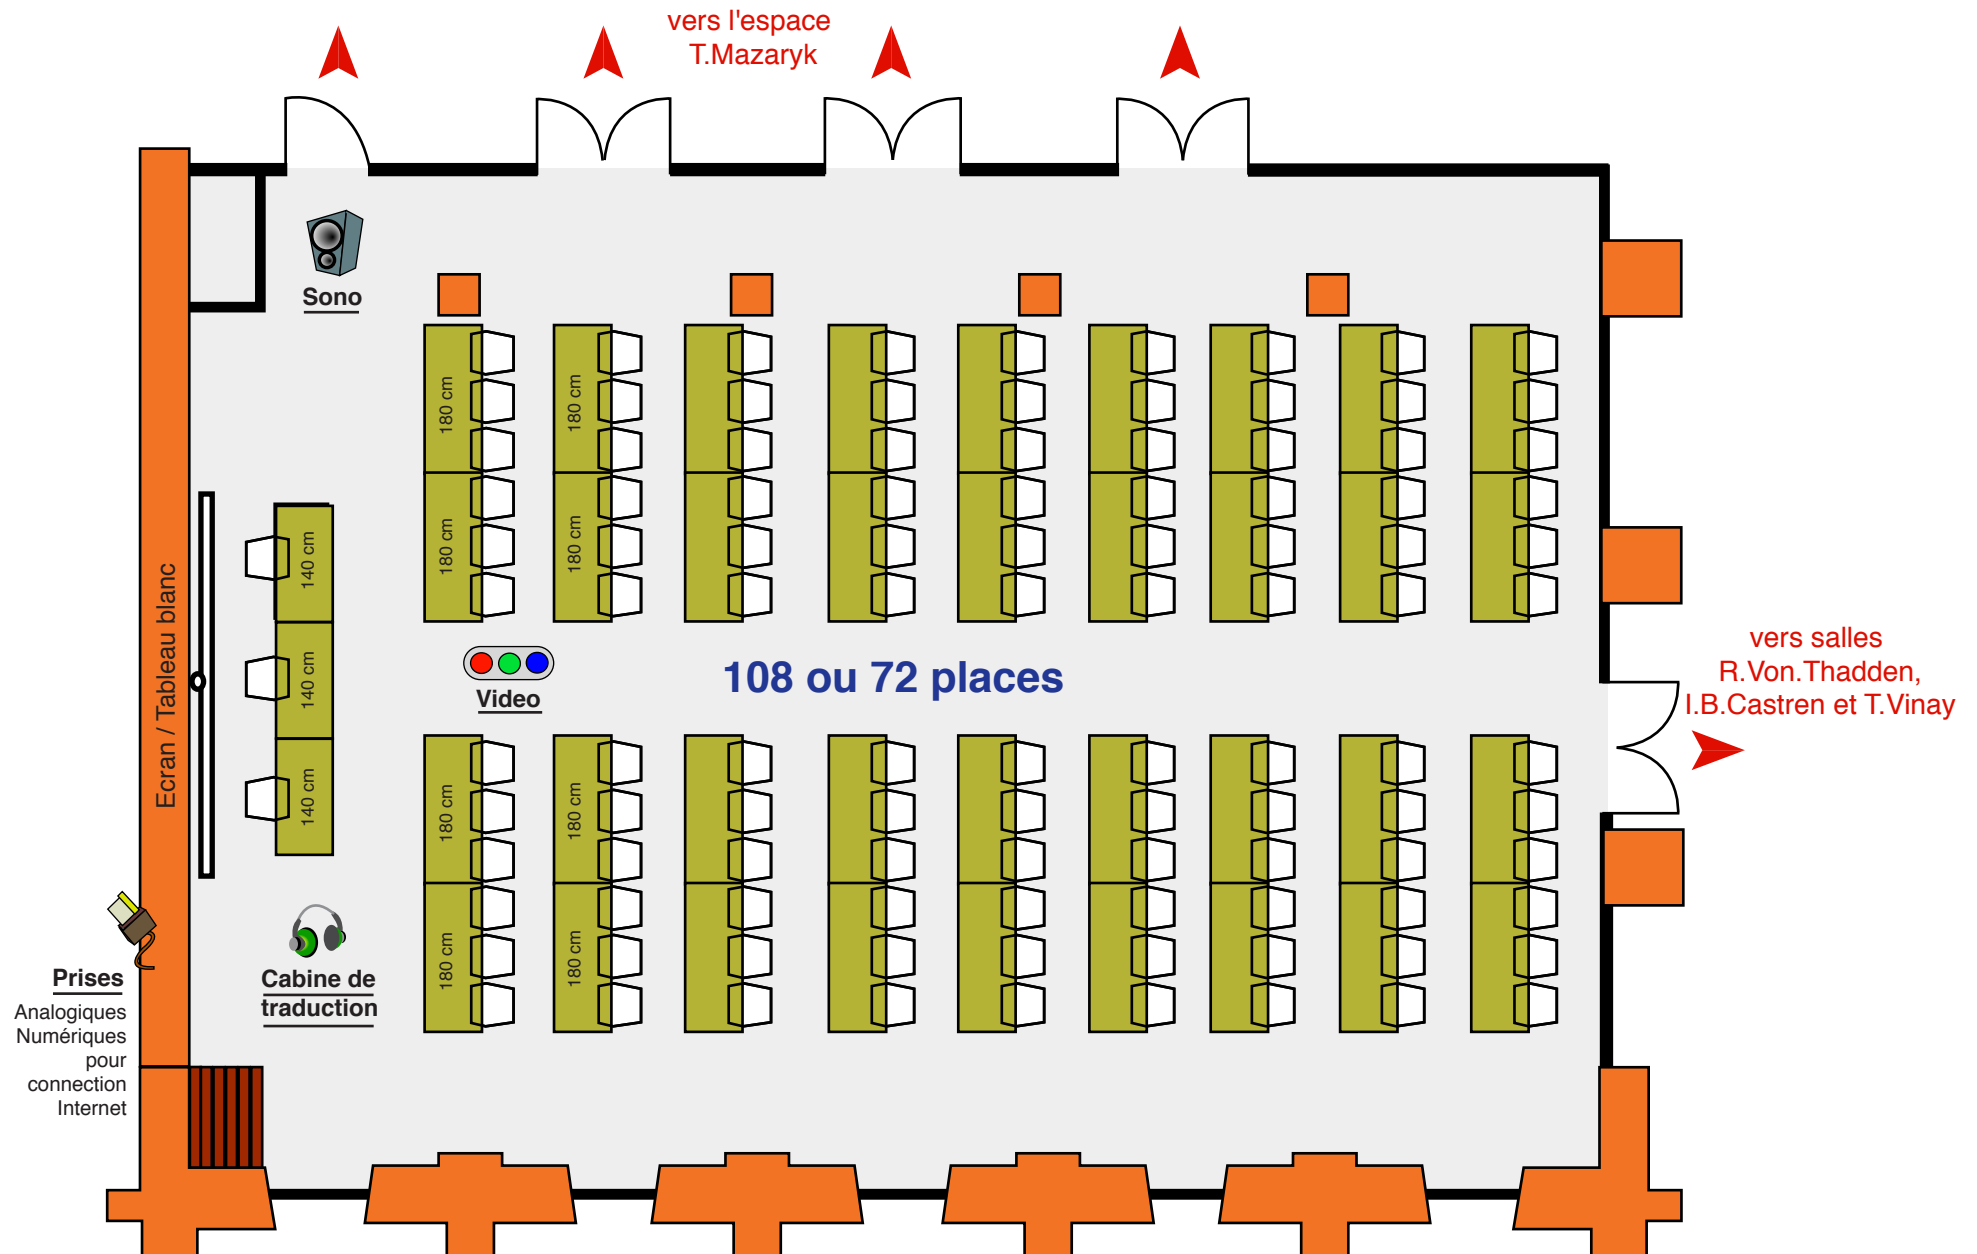 vers l'espace
T.Mazaryk
Sono
180 cm
180 cm
180 cm
180 cm
Ecran / Tableau blanc
140 cm
140 cm
140 cm
Video
108 ou 72 places
vers salles
R.Von.Thadden,
I.B.Castren et T.Vinay
180 cm
180 cm
180 cm
180 cm
Cabine de
traduction
Prises
Analogiques
Numériques
pour
connection
Internet